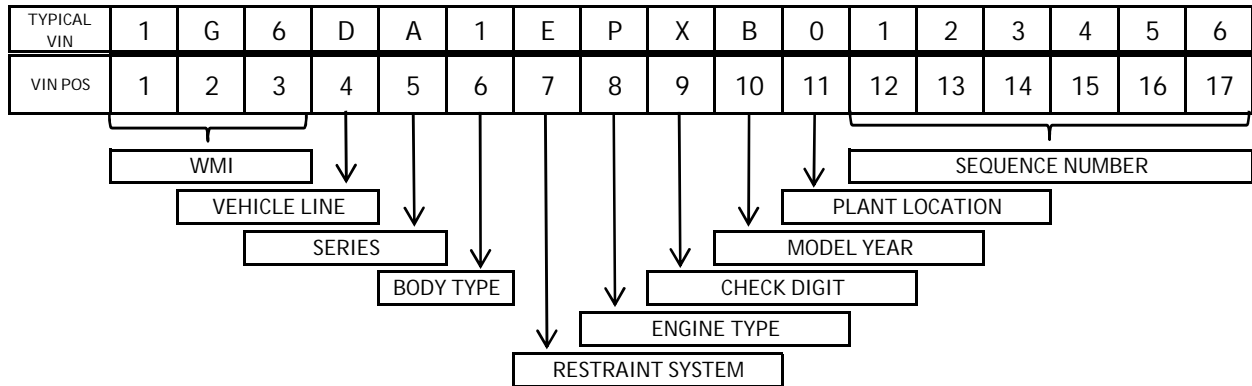 TYPICAL VIN 1 G 6 D A 1 E P X B 0 1 2 3 4 5 6
VIN POS 1 2 3 4 5 6 7 8 9 10 11 12 13 14 15 16 17
WMI SEQUENCE NUMBER
VEHICLE LINE PLANT LOCATION
SERIES MODEL YEAR
BODY TYPE CHECK DIGIT
ENGINE TYPE
RESTRAINT SYSTEM